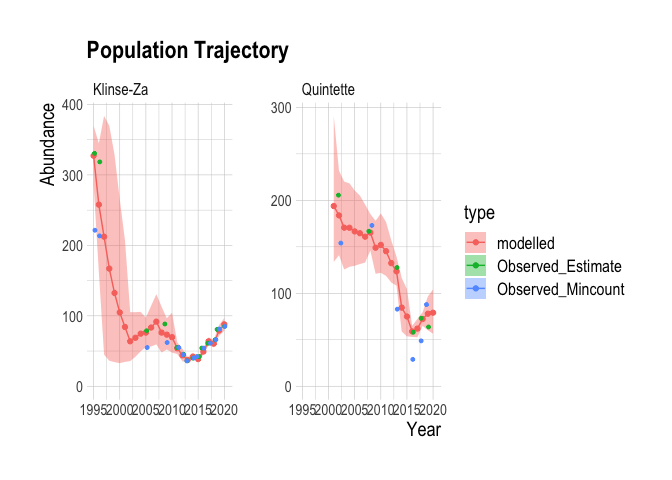 Population Trajectory
Klinse-Za
Quintette
Abundance
400
300
200
100
0
300
200
100
0
1995 2000 2005 2010 2015 2020
1995 2000 2005 2010 2015 2020
Year
type
modelled
Observed_Estimate
Observed_Mincount